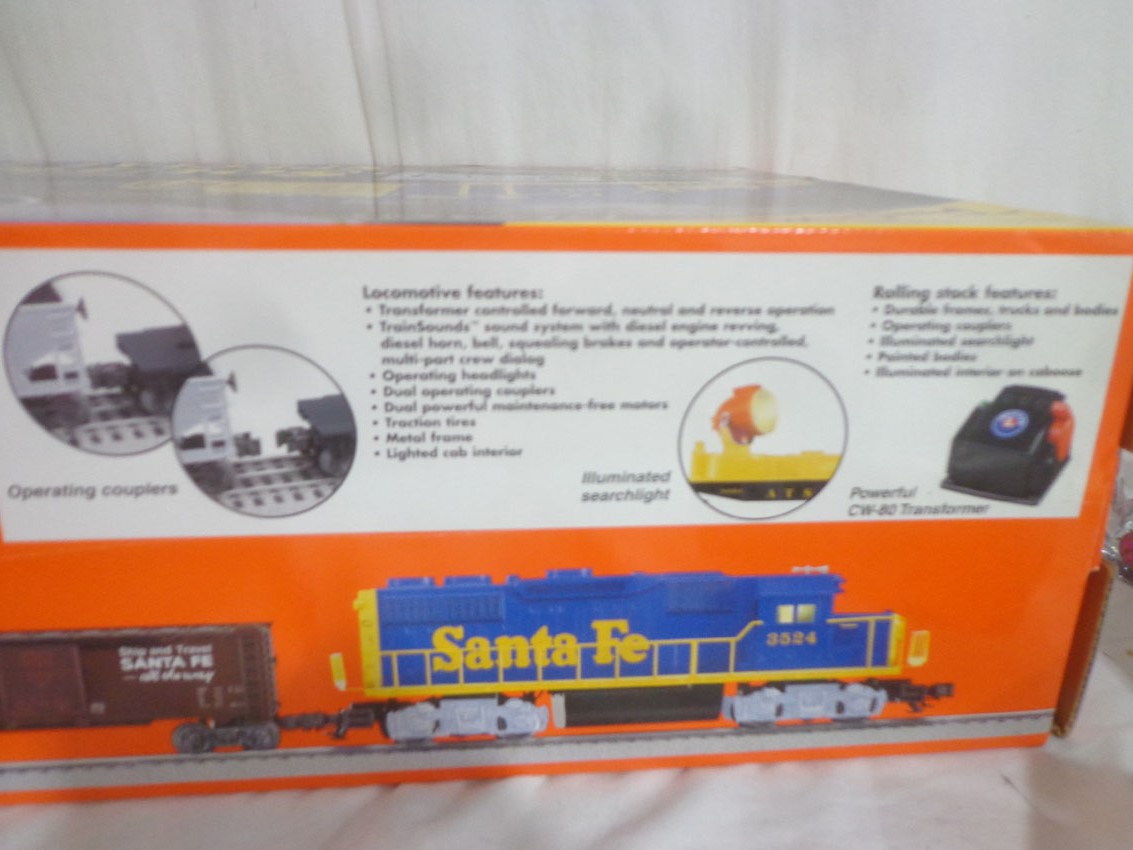 Locomotive features:
• Transformer controlled forward, neutral and reverse operation
• TrainSounds™ sound system with diesel engine revving,
diesel horn, bell, squealing brakes and operator-controlled,
multi-part crew dialog
• Operating headlights
• Dual operating couplers
• Dual powerful maintenance-free motors
• Traction tires
• Metal frame
• Lighted cab interior
Rolling stock features:
• Durable frames, trucks and bodies
• Operating couplers
• Illuminated searchlight
• Painted bodies
• Illuminated interior on caboose
Operating couplers
Illuminated
searchlight
A T S
Powerful
CW-80 Transformer
Ship and Travel
SANTA FE
—all the way
Santa Fe
3524